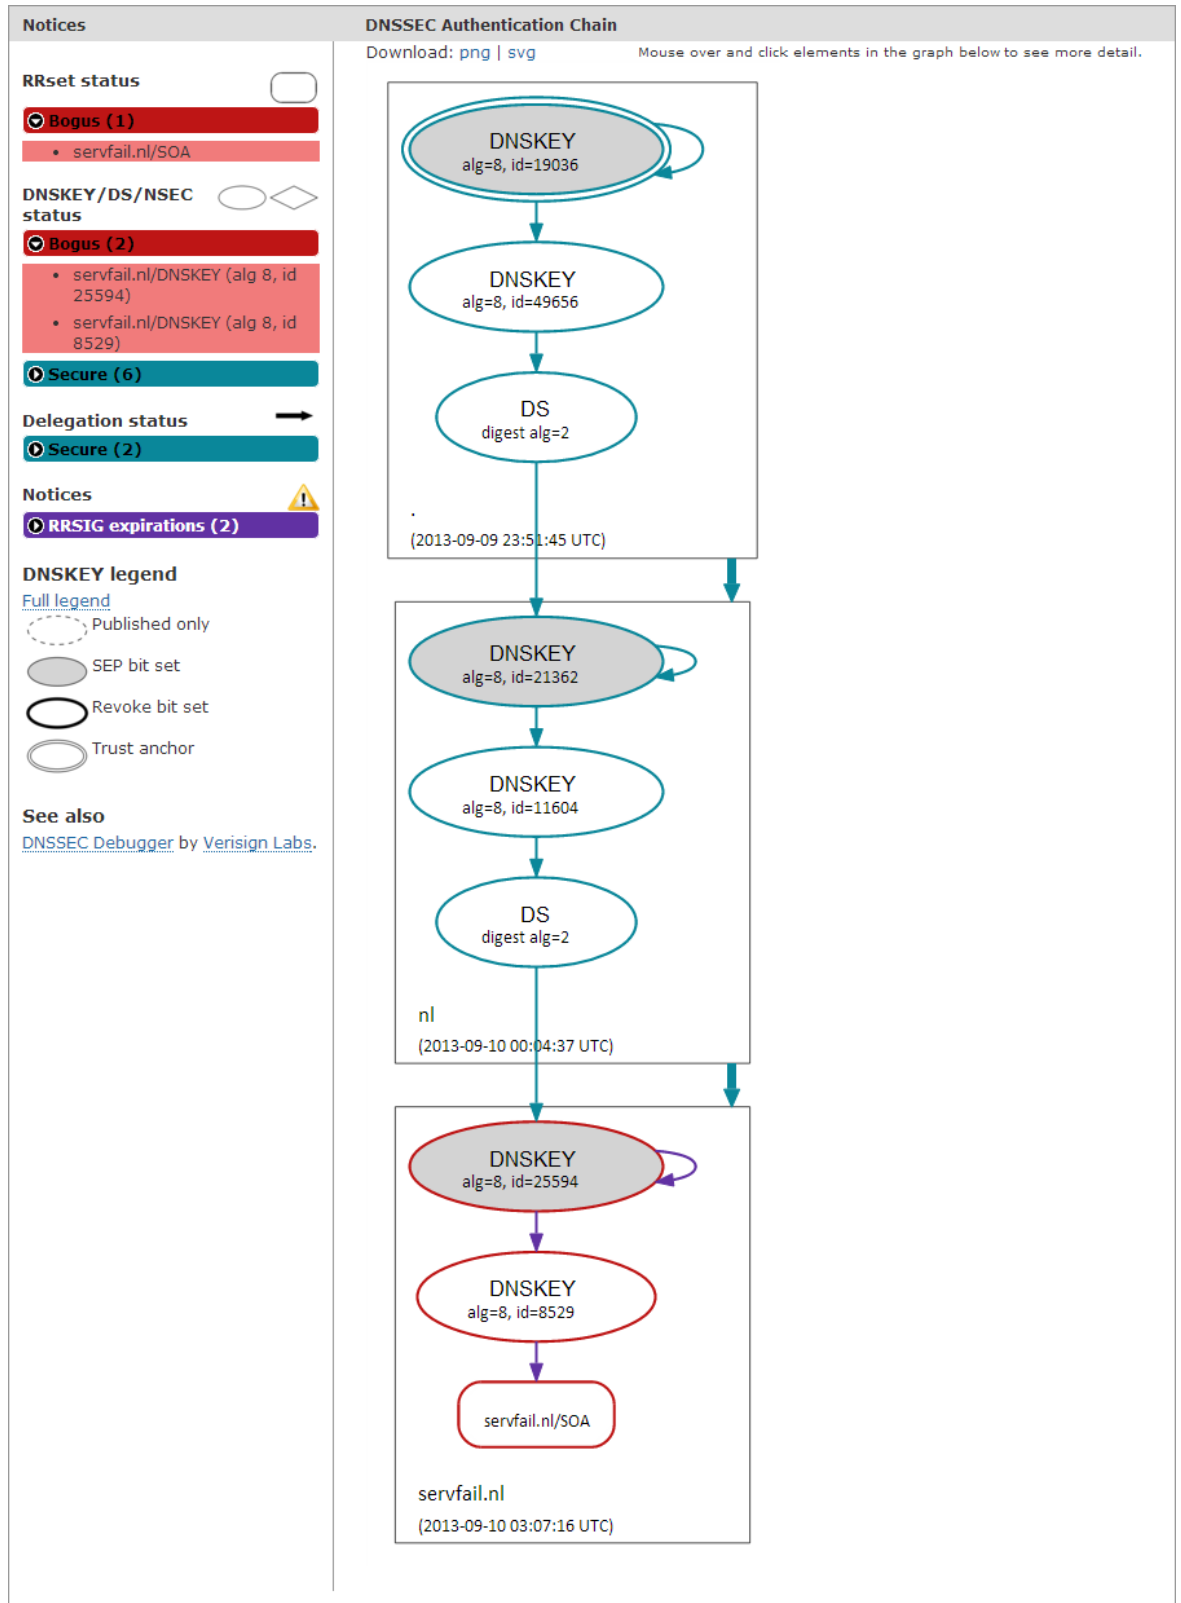 Notices
RRset status
Bogus (1)
• servfail.nl/SOA
DNSKEY/DS/NSEC
status
Bogus (2)
• servfail.nl/DNSKEY (alg 8, id
25594)
• servfail.nl/DNSKEY (alg 8, id
8529)
Secure (6)
Delegation status
Secure (2)
Notices
RRSIG expirations (2)
DNSKEY legend
Full legend
Published only
SEP bit set
Revoke bit set
Trust anchor
See also
DNSSEC Debugger by Verisign Labs.
DNSSEC Authentication Chain
Download: png | svg
Mouse over and click elements in the graph below to see more detail.
DNSKEY
alg=8, id=19036
DNSKEY
alg=8, id=49656
DS
digest alg=2
.
(2013-09-09 23:51:45 UTC)
DNSKEY
alg=8, id=21362
DNSKEY
alg=8, id=11604
DS
digest alg=2
nl
(2013-09-10 00:04:37 UTC)
DNSKEY
alg=8, id=25594
DNSKEY
alg=8, id=8529
servfail.nl/SOA
servfail.nl
(2013-09-10 03:07:16 UTC)